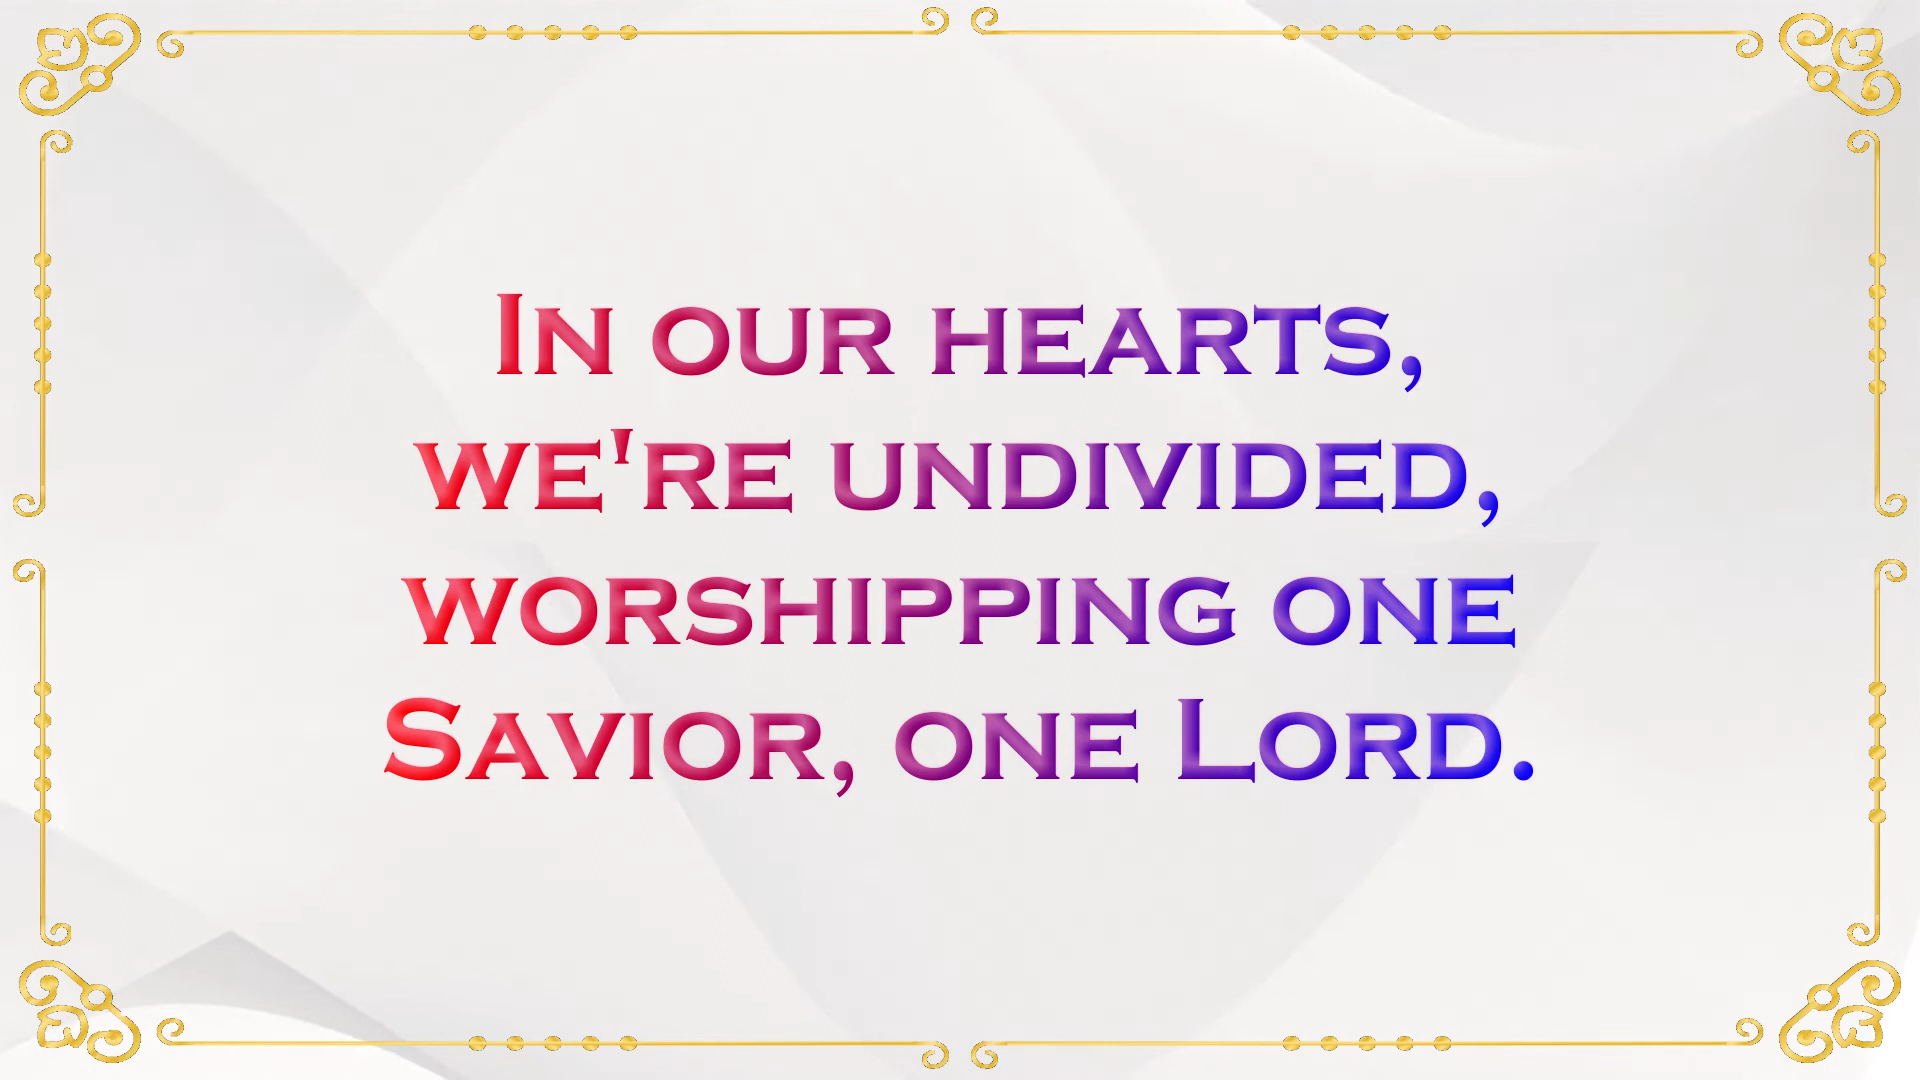 In our hearts,
we're undivided,
worshipping one
Savior, one Lord.